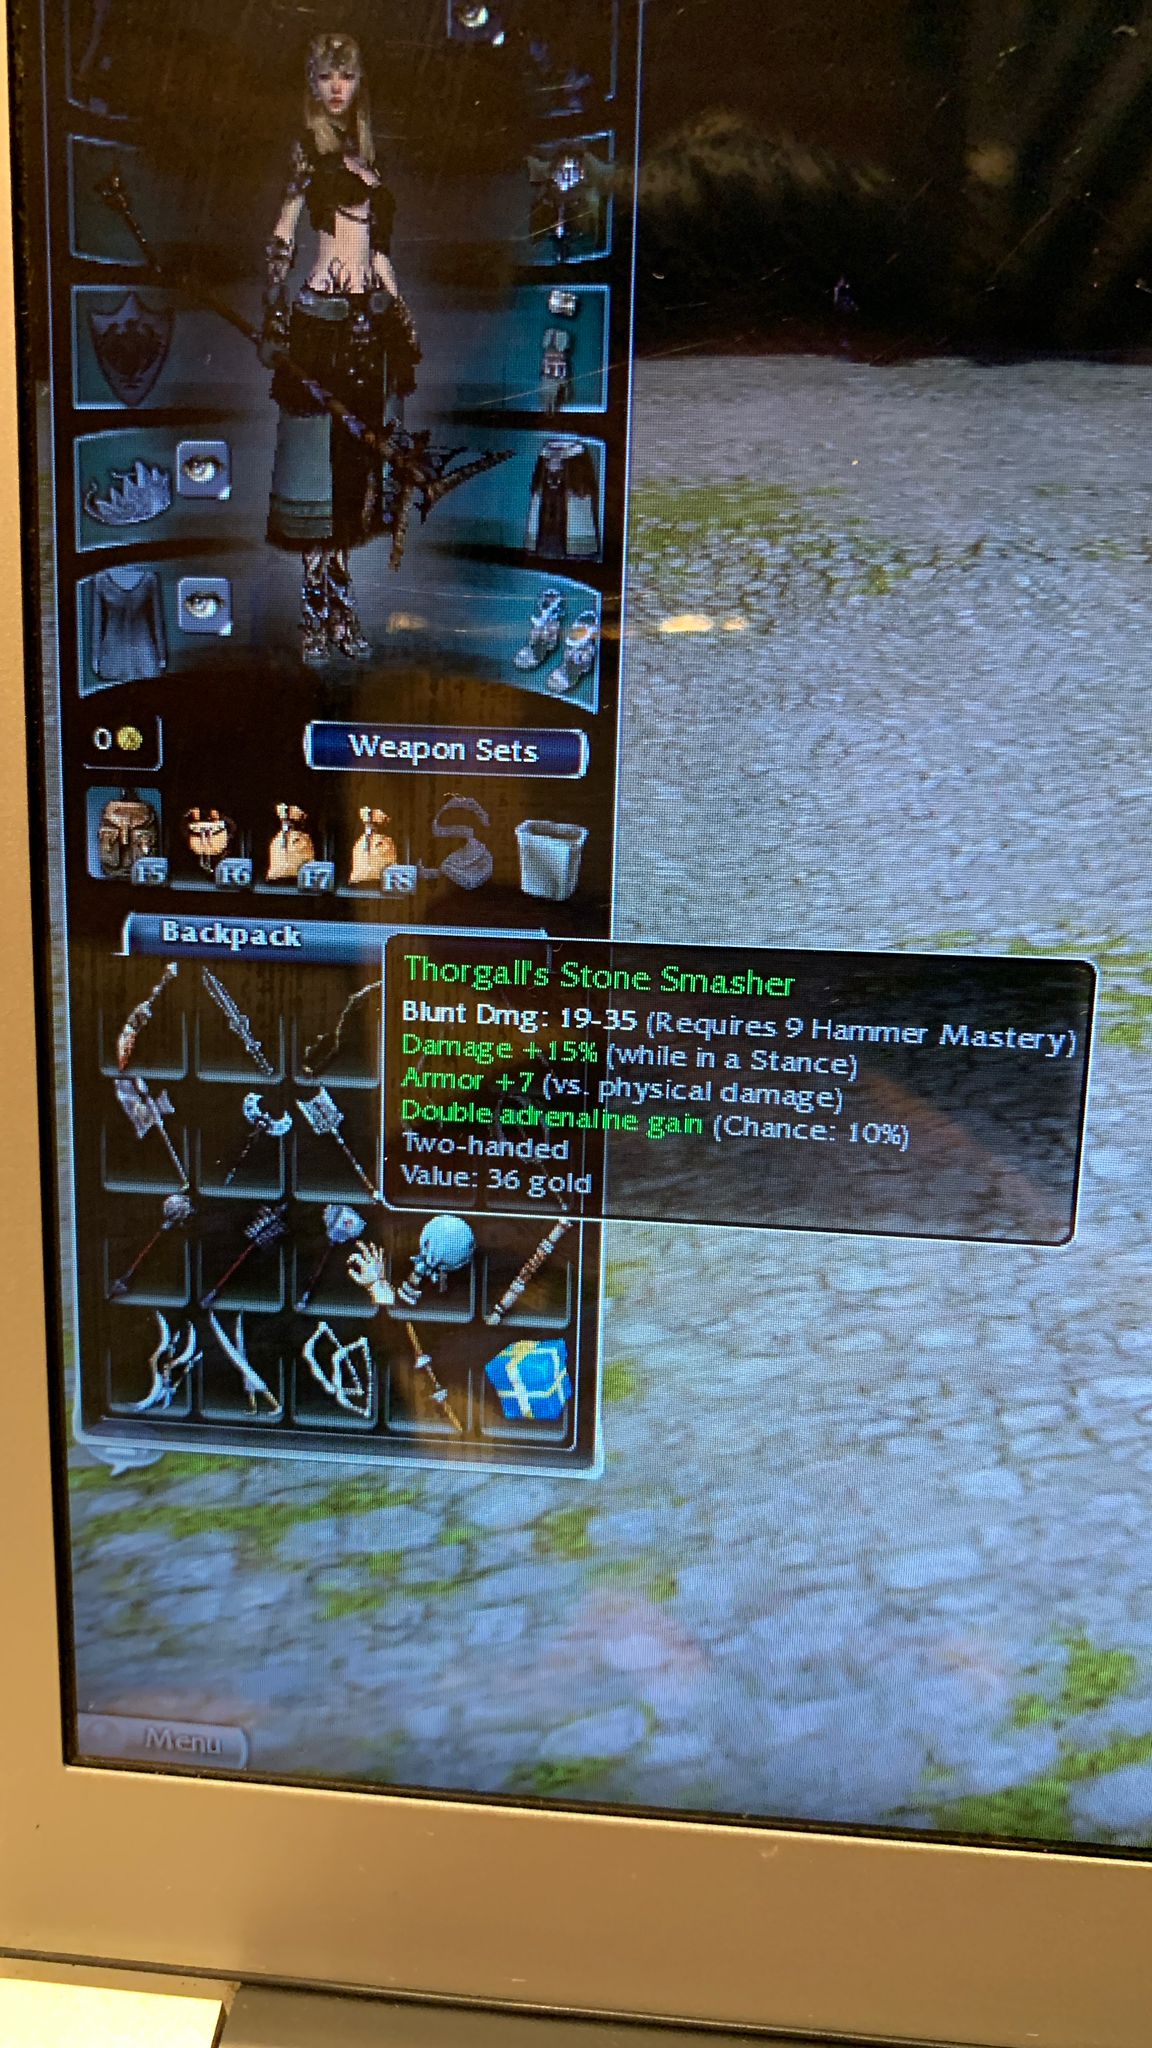 0
Weapon Sets
F5 F6 F7 F8
Backpack
Thorgall's Stone Smasher
Blunt Dmg: 19-35 (Requires 9 Hammer Mastery)
Damage +15% (while in a Stance)
Armor +7 (vs. physical damage)
Double adrenaline gain (Chance: 10%)
Two-handed
Value: 36 gold
Menu